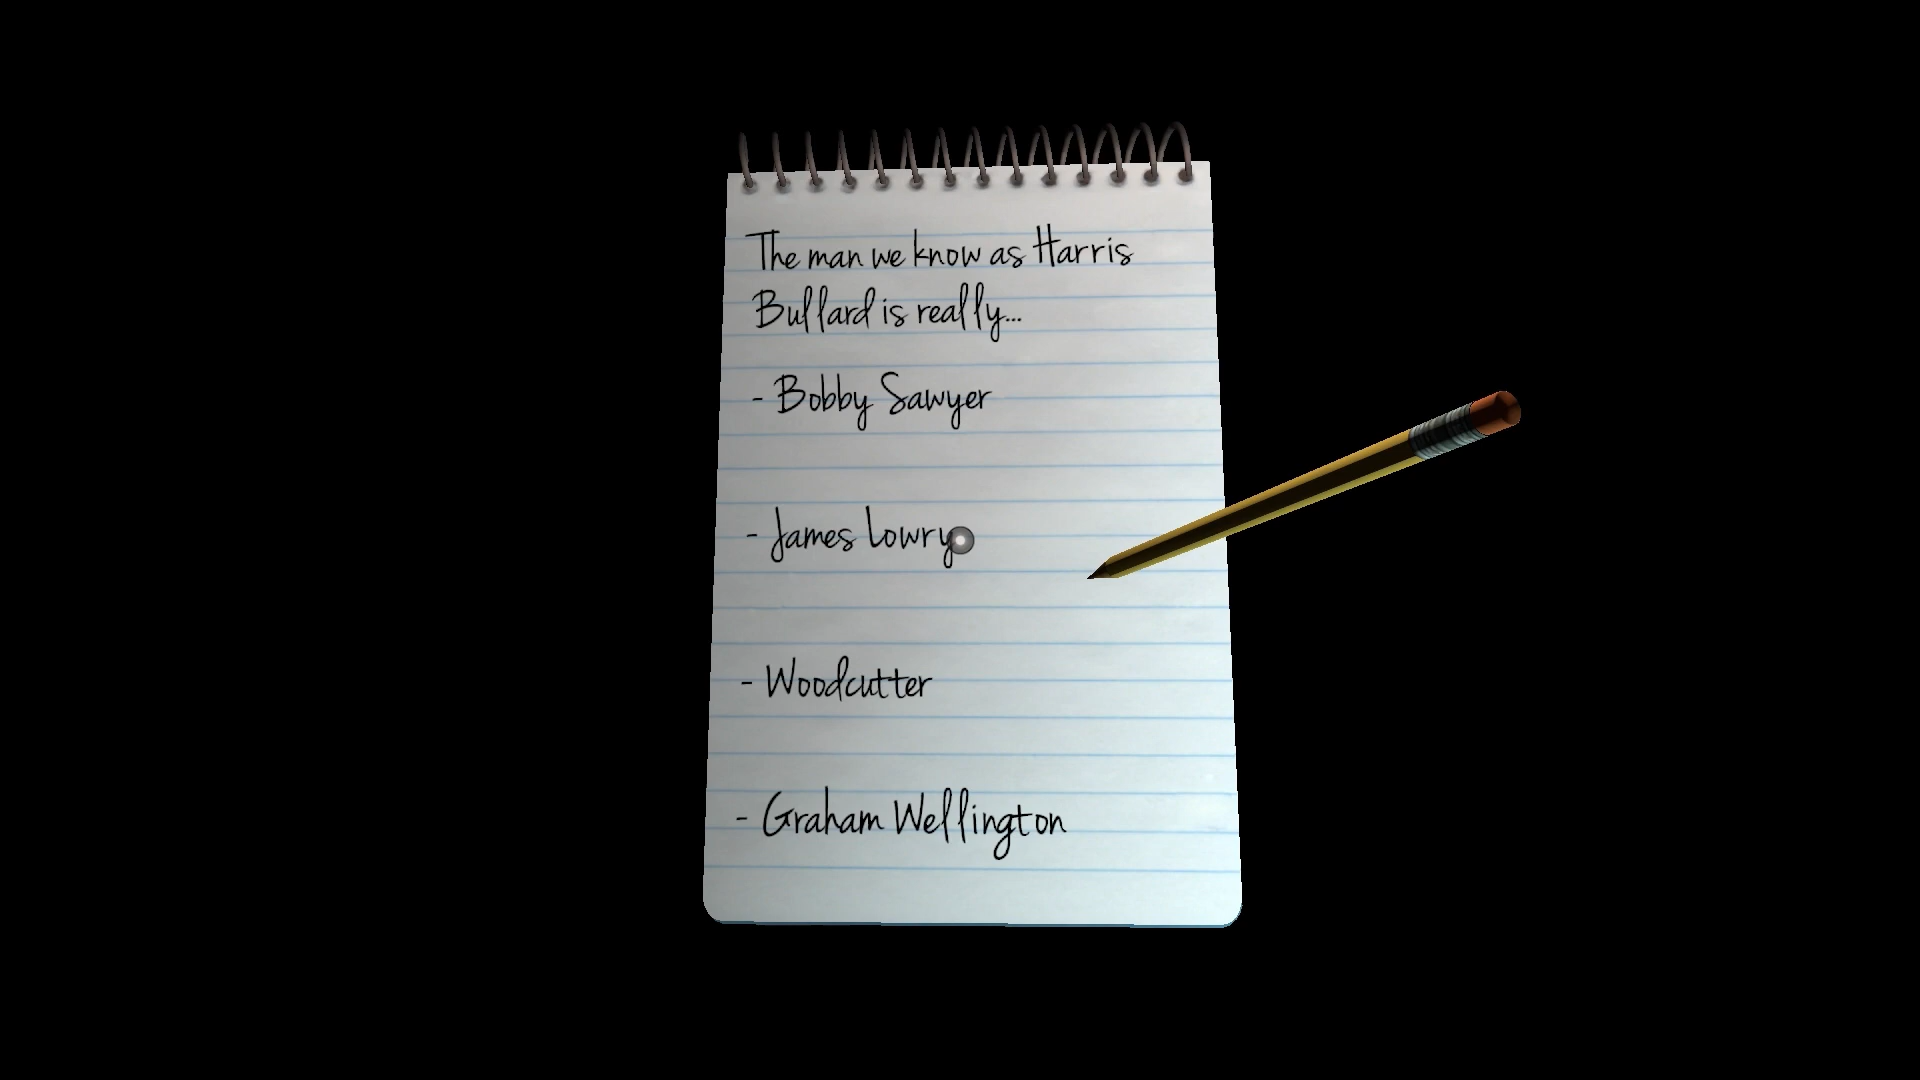 The man we know as Harris
Bullard is really...
- Bobby Sawyer
- James Lowry
- Woodcutter
- Graham Wellington